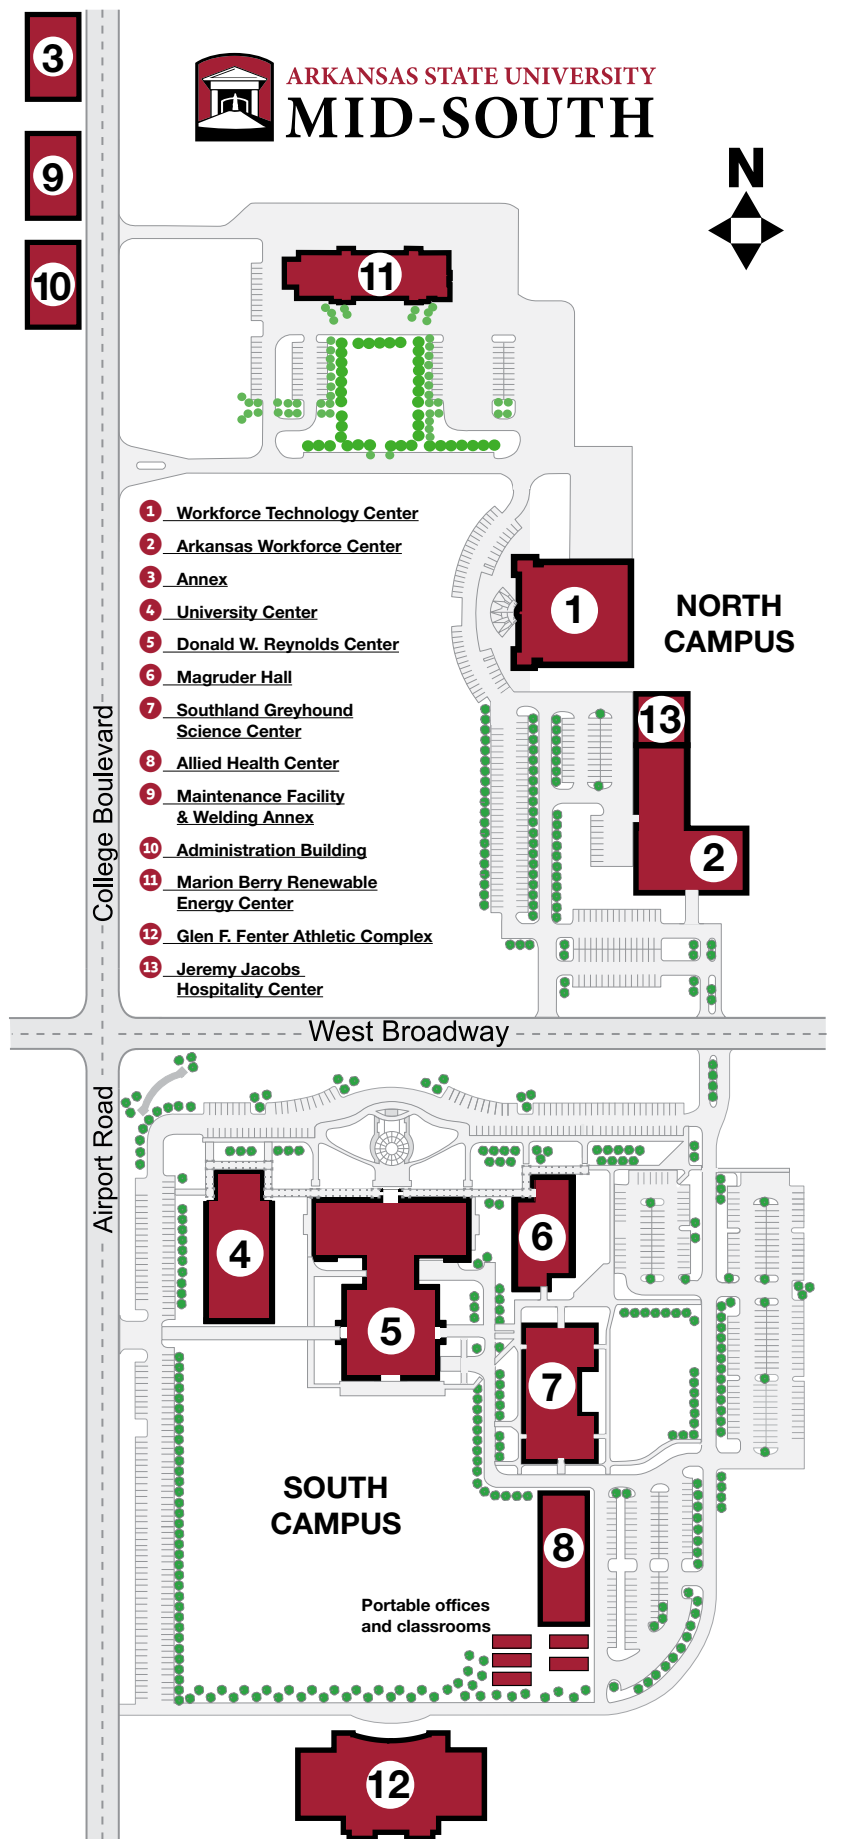 3
ARKANSAS STATE UNIVERSITY
MID-SOUTH
9
N
10
11
1 Workforce Technology Center
2 Arkansas Workforce Center
3 Annex
4 University Center
5 Donald W. Reynolds Center
6 Magruder Hall
7 Southland Greyhound
Science Center
8 Allied Health Center
9 Maintenance Facility
& Welding Annex
10 Administration Building
11 Marion Berry Renewable
Energy Center
12 Glen F. Fenter Athletic Complex
13 Jeremy Jacobs
Hospitality Center
1
NORTH
CAMPUS
13
2
College Boulevard
West Broadway
Airport Road
4
5
6
7
SOUTH
CAMPUS
8
Portable offices
and classrooms
12